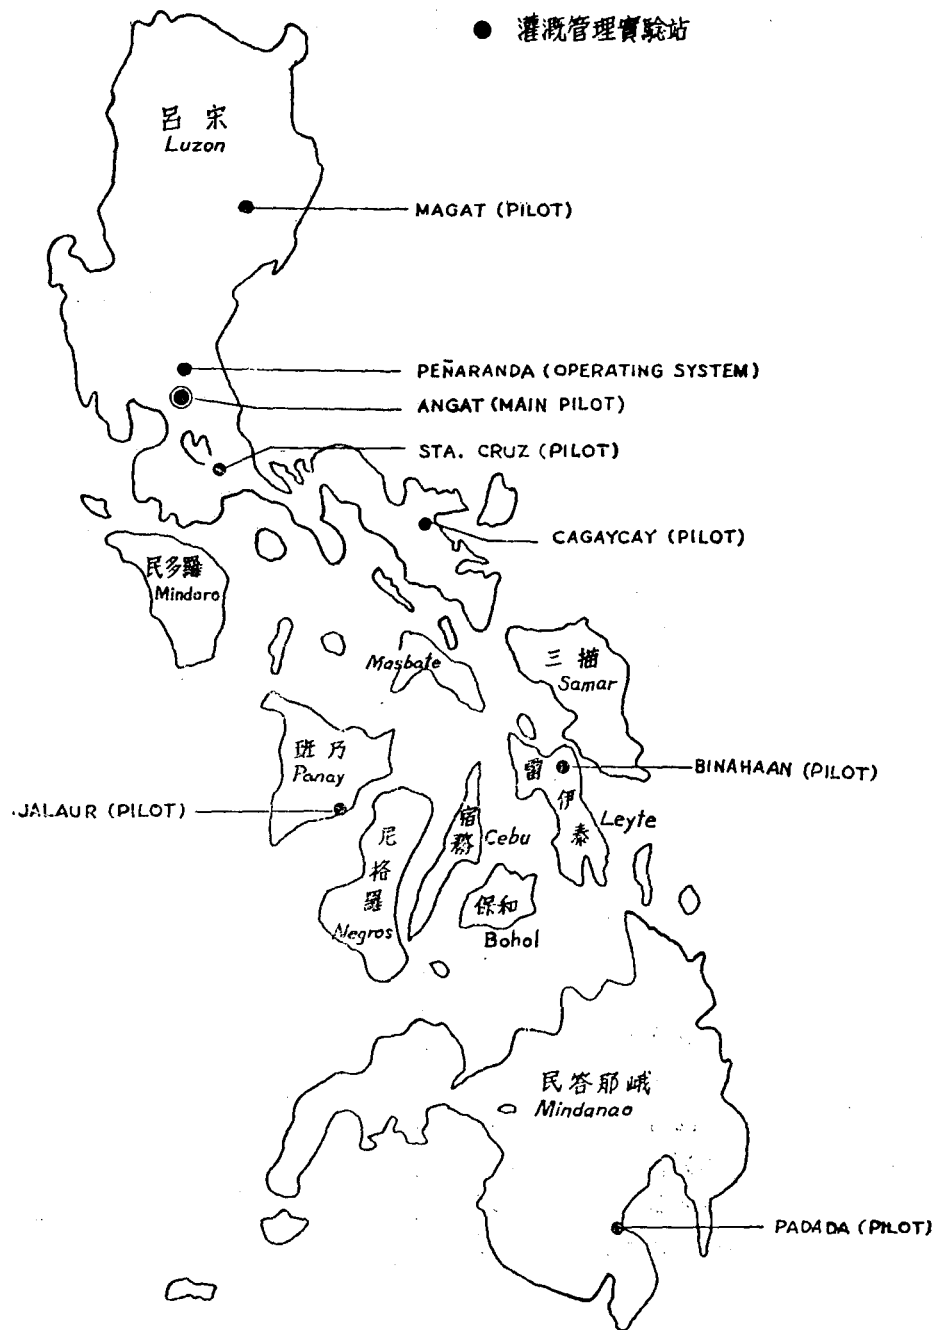 ● 灌溉管理實驗站
呂宋
Luzon
MAGAT (PILOT)
PEÑARANDA (OPERATING SYSTEM)
ANGAT (MAIN PILOT)
STA. CRUZ (PILOT)
CAGAYCAY (PILOT)
民多羅
Mindoro
Masbate
三描
Samar
班乃
Panay
BINAHAAN (PILOT)
JALAUR (PILOT)
雷伊泰
Leyte
宿務
Cebu
尼格羅
Negros
保和
Bohol
民答那峨
Mindanao
PADADA (PILOT)